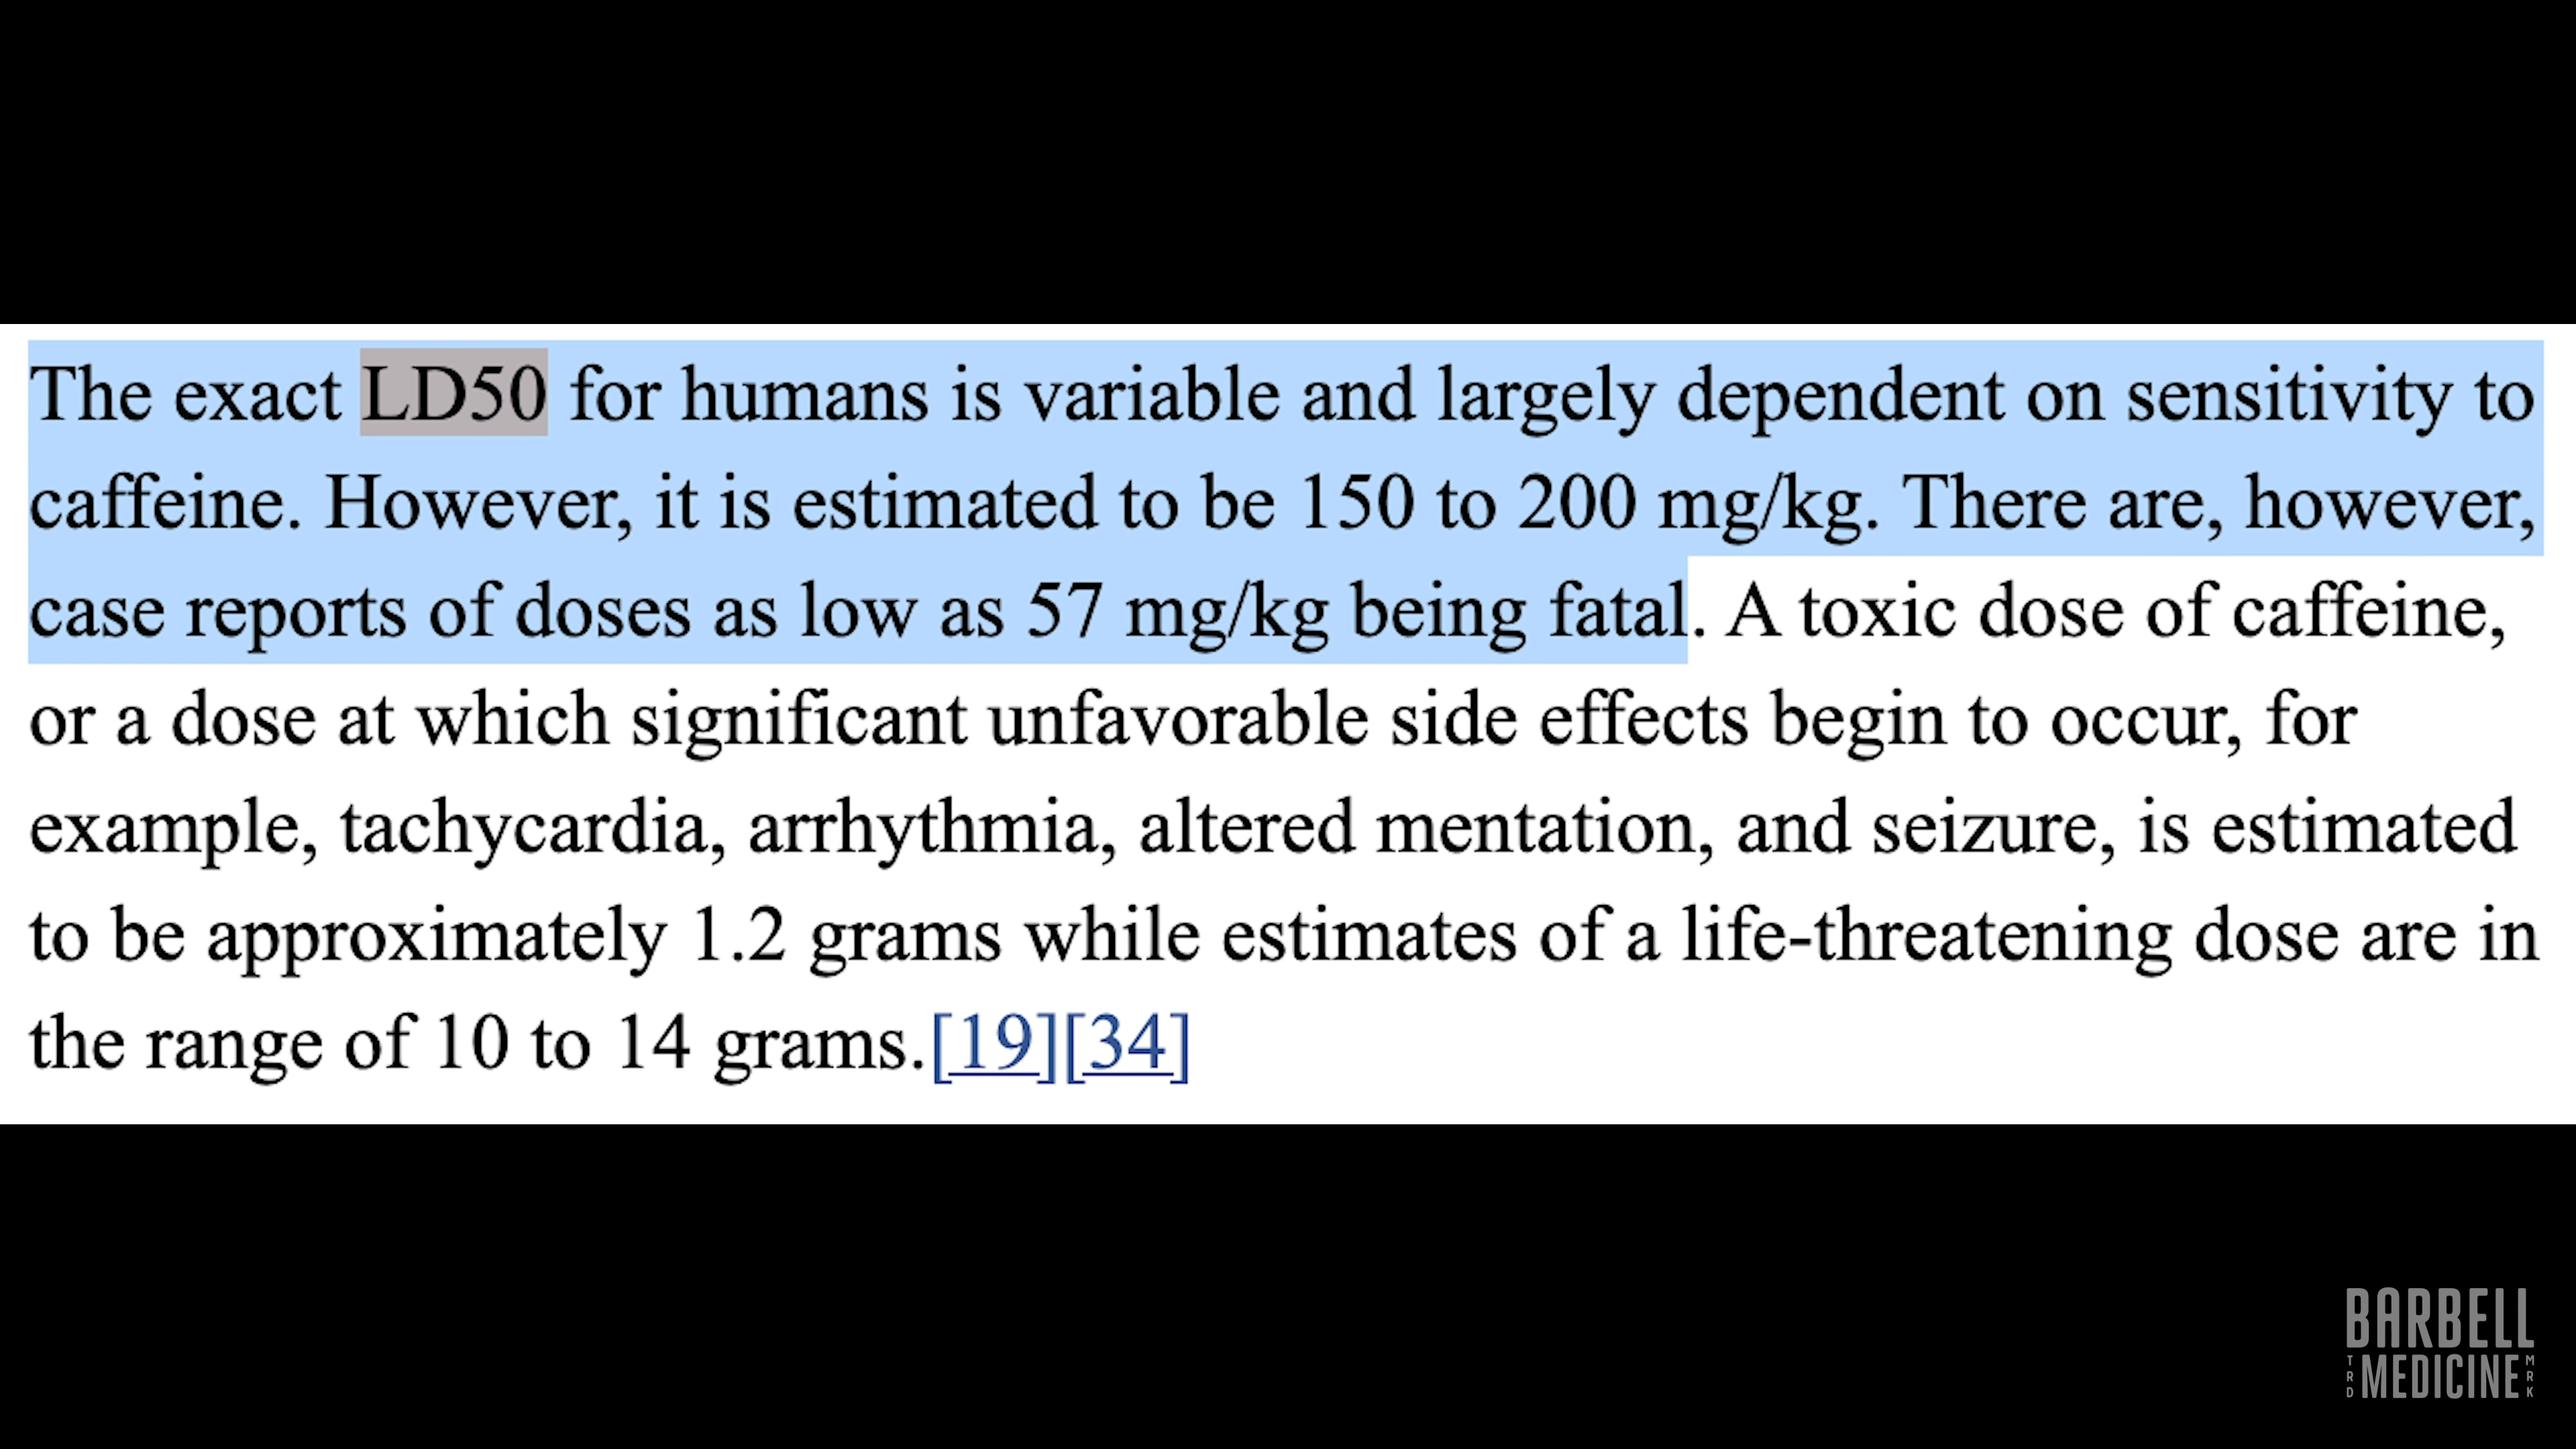 The exact LD50 for humans is variable and largely dependent on sensitivity to
caffeine. However, it is estimated to be 150 to 200 mg/kg. There are, however,
case reports of doses as low as 57 mg/kg being fatal. A toxic dose of caffeine,
or a dose at which significant unfavorable side effects begin to occur, for
example, tachycardia, arrhythmia, altered mentation, and seizure, is estimated
to be approximately 1.2 grams while estimates of a life-threatening dose are in
the range of 10 to 14 grams.[19][34]
BARBELL
TRD MEDICINE MRK